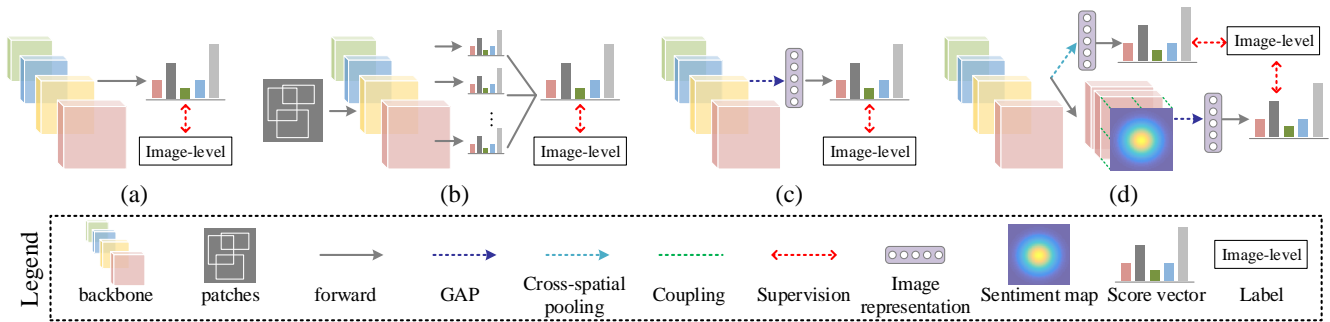 Image-level
Image-level
Image-level
Image-level
(a)
(b)
(c)
(d)
Legend
backbone
patches
forward
GAP
Cross-spatial
pooling
Coupling
Supervision
Image
representation
Sentiment map
Score vector
Image-level
Label